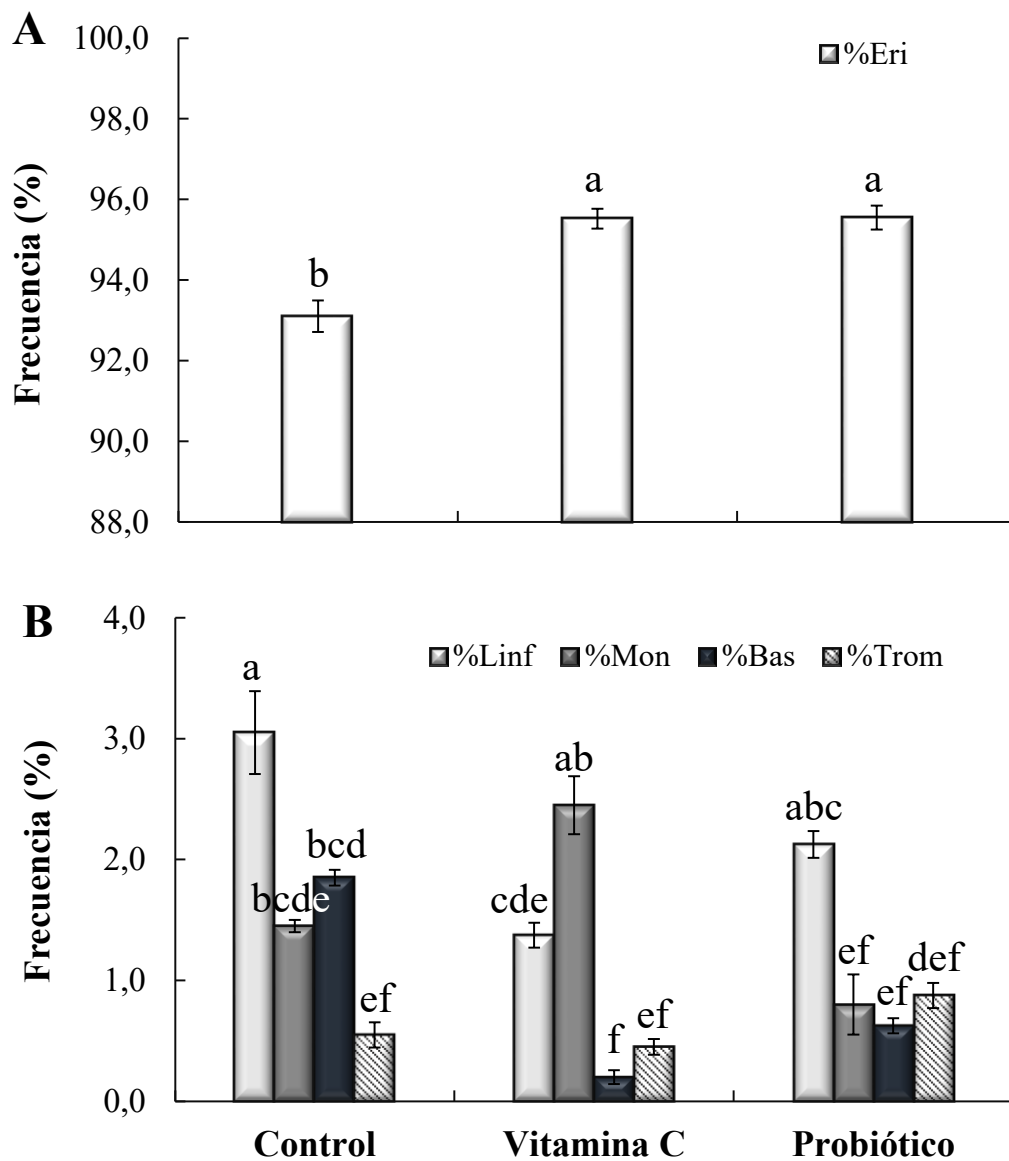 A
100,0
%Eri
98,0
96,0
94,0
92,0
90,0
88,0
Frecuencia (%)
b
a
a
B
4,0
%Linf %Mon %Bas %Trom
3,0
2,0
1,0
0,0
Frecuencia (%)
a
bcde
bcd
ef
cde
ab
f
ef
abc
ef
ef
def
Control Vitamina C Probiótico